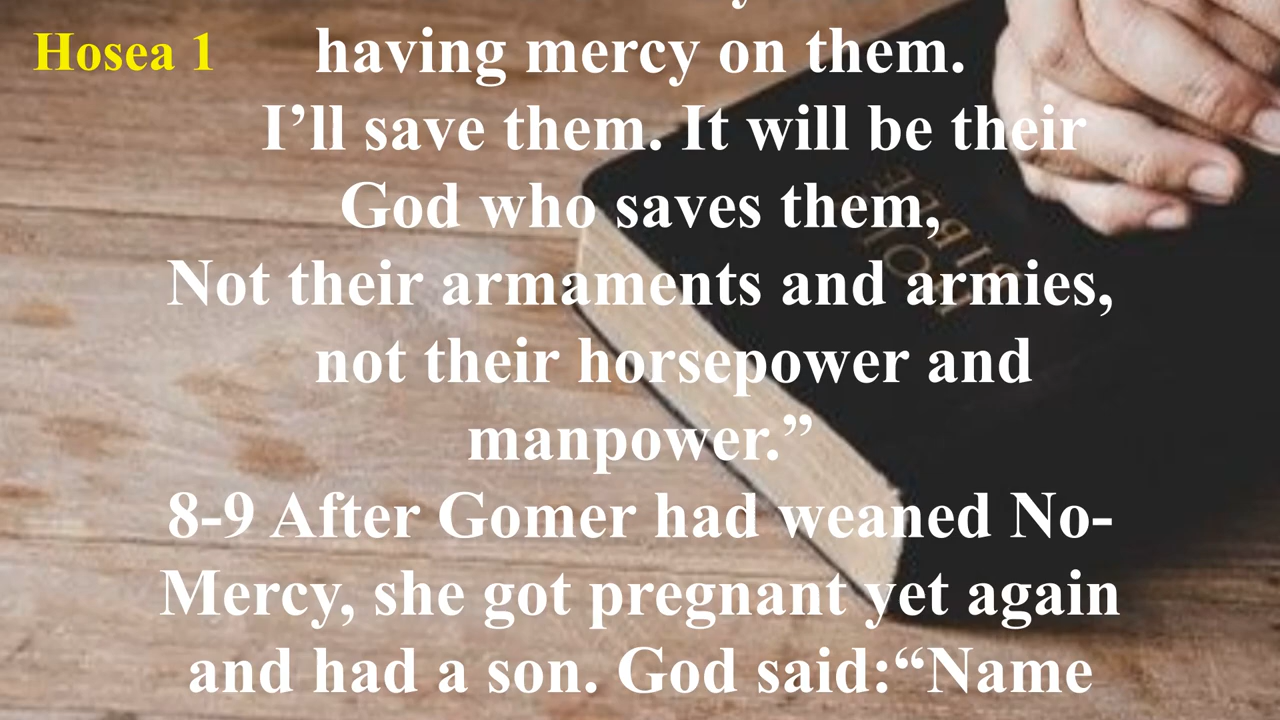 Hosea 1
having mercy on them.
I’ll save them. It will be their
God who saves them,
Not their armaments and armies,
not their horsepower and
manpower.”
8-9 After Gomer had weaned No-
Mercy, she got pregnant yet again
and had a son. God said:“Name
HOLY
BIBLE